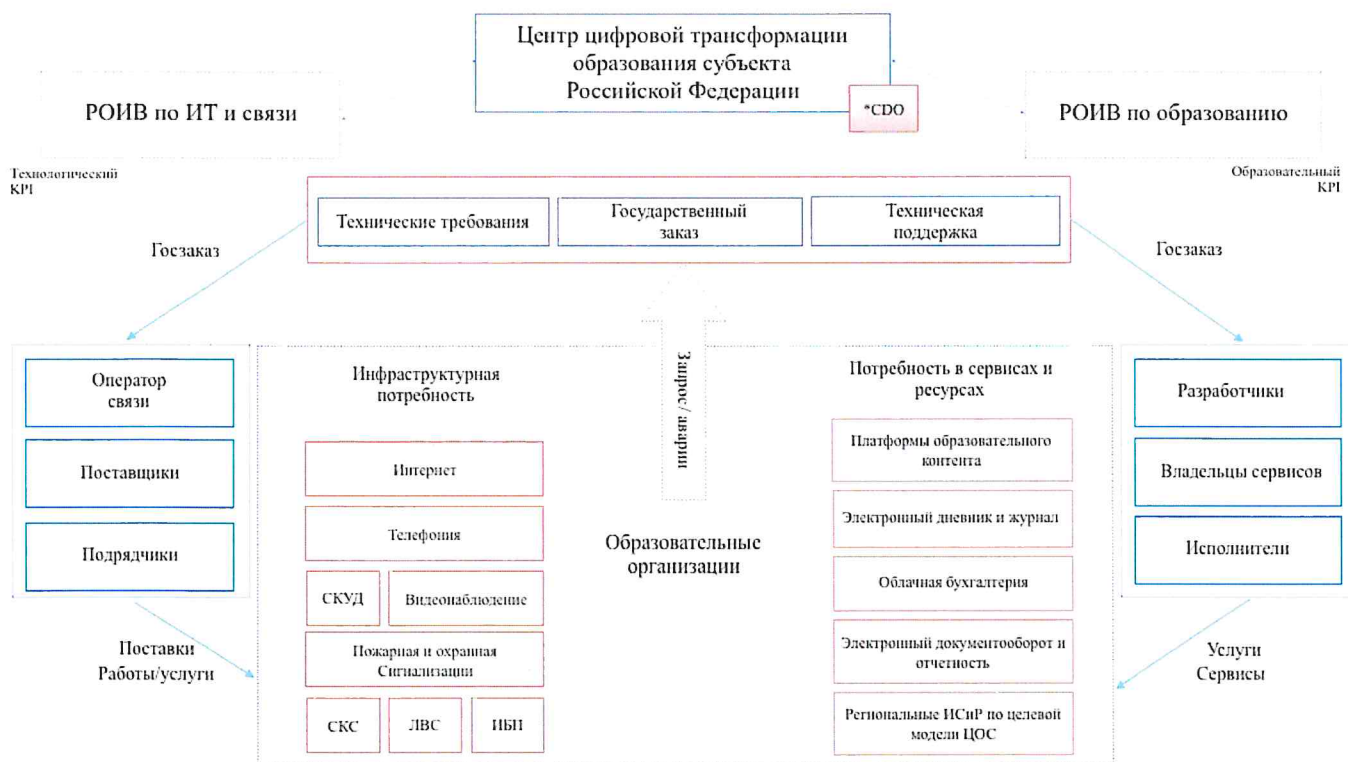 Центр цифровой трансформации
образования субъекта
Российской Федерации
*CDO
РОИВ по ИТ и связи
РОИВ по образованию
Технологический
KPI
Образовательный
KPI
Технические требования
Государственный
заказ
Техническая
поддержка
Госзаказ
Госзаказ
Оператор
связи
Поставщики
Подрядчики
Поставки
Работы/услуги
Инфраструктурная
потребность
Интернет
Телефония
СКУД
Видеонаблюдение
Пожарная и охранная
Сигнализации
СКС
ЛВС
ИБП
Запрос/ аварии
Образовательные
организации
Потребность в сервисах и
ресурсах
Платформы образовательного
контента
Электронный дневник и журнал
Облачная бухгалтерия
Электронный документооборот и
отчетность
Региональные ИСиР по целевой
модели ЦОС
Разработчики
Владельцы сервисов
Исполнители
Услуги
Сервисы